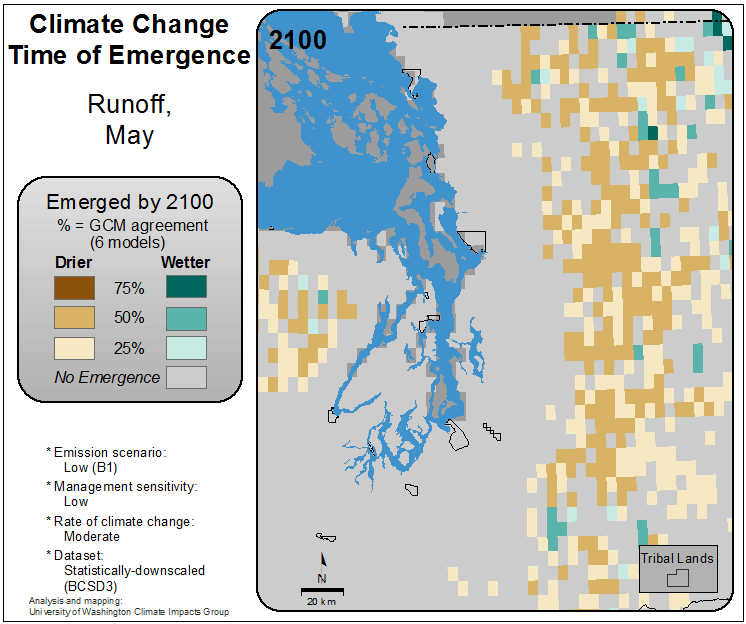 Climate Change
Time of Emergence
Runoff,
May
Emerged by 2100
% = GCM agreement
(6 models)
Drier Wetter
75%
50%
25%
No Emergence
* Emission scenario:
Low (B1)
* Management sensitivity:
Low
* Rate of climate change:
Moderate
* Dataset:
Statistically-downscaled
(BCSD3)
Analysis and mapping:
University of Washington Climate Impacts Group
2100
N
20 km
Tribal Lands